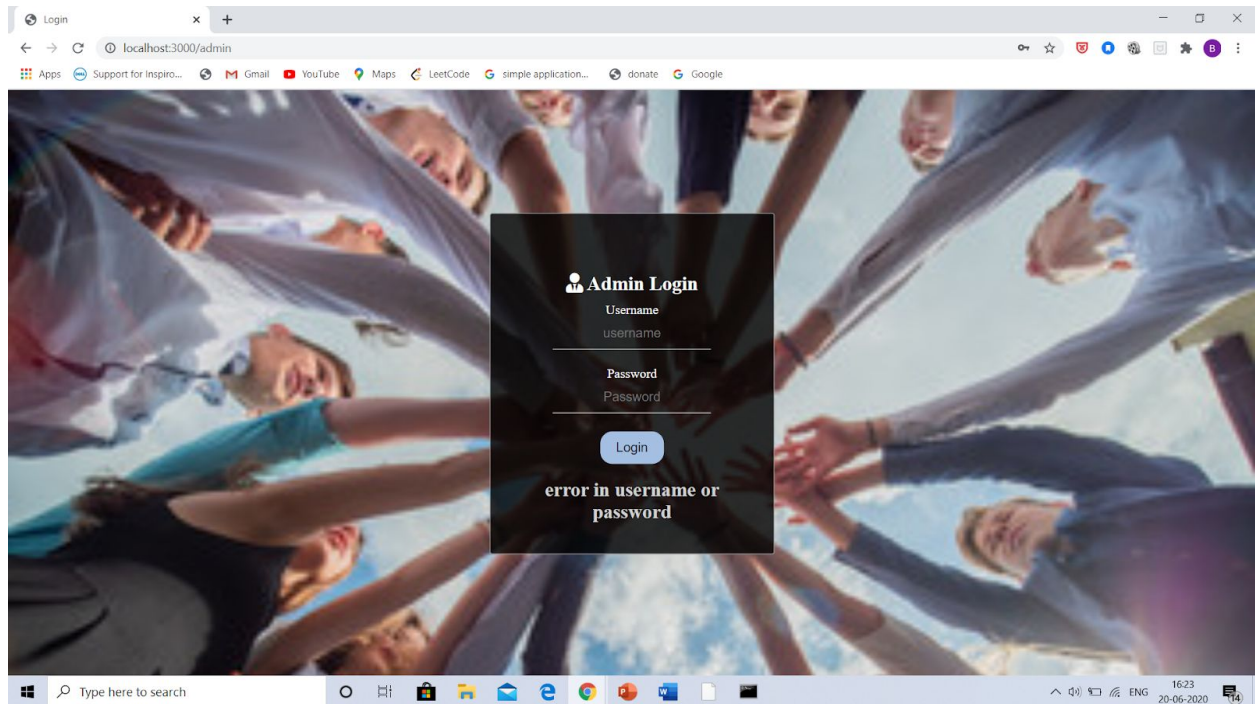 Login
localhost:3000/admin
B
Apps Support for Inspiro... Gmail YouTube Maps LeetCode simple application... donate Google
Admin Login
Username
username
Password
Password
Login
error in username or
password
Type here to search
ENG
16:23
20-06-2020
14